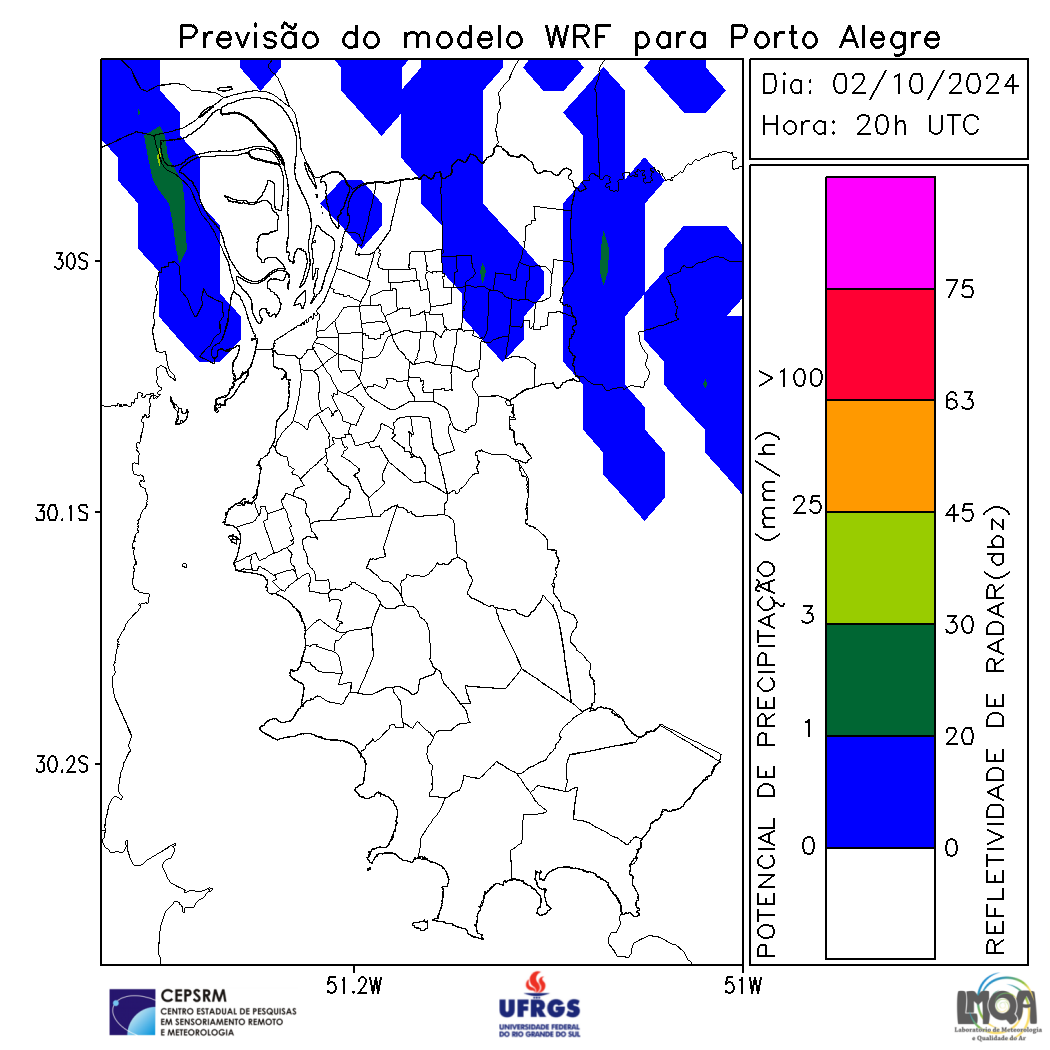 Previsão do modelo WRF para Porto Alegre
Dia: 02/10/2024
Hora: 20h UTC
30S
30.1S
30.2S
51.2W
51W
POTENCIAL DE PRECIPITAÇÃO (mm/h)
>100
25
3
1
0
75
63
45
30
20
0
REFLETIVIDADE DE RADAR(dbz)
CEPSRM
CENTRO ESTADUAL DE PESQUISAS
EM SENSORIAMENTO REMOTO
E METEOROLOGIA
UFRGS
UNIVERSIDADE FEDERAL
DO RIO GRANDE DO SUL
LMQA
Laboratório de Meteorologia
e Qualidade do Ar